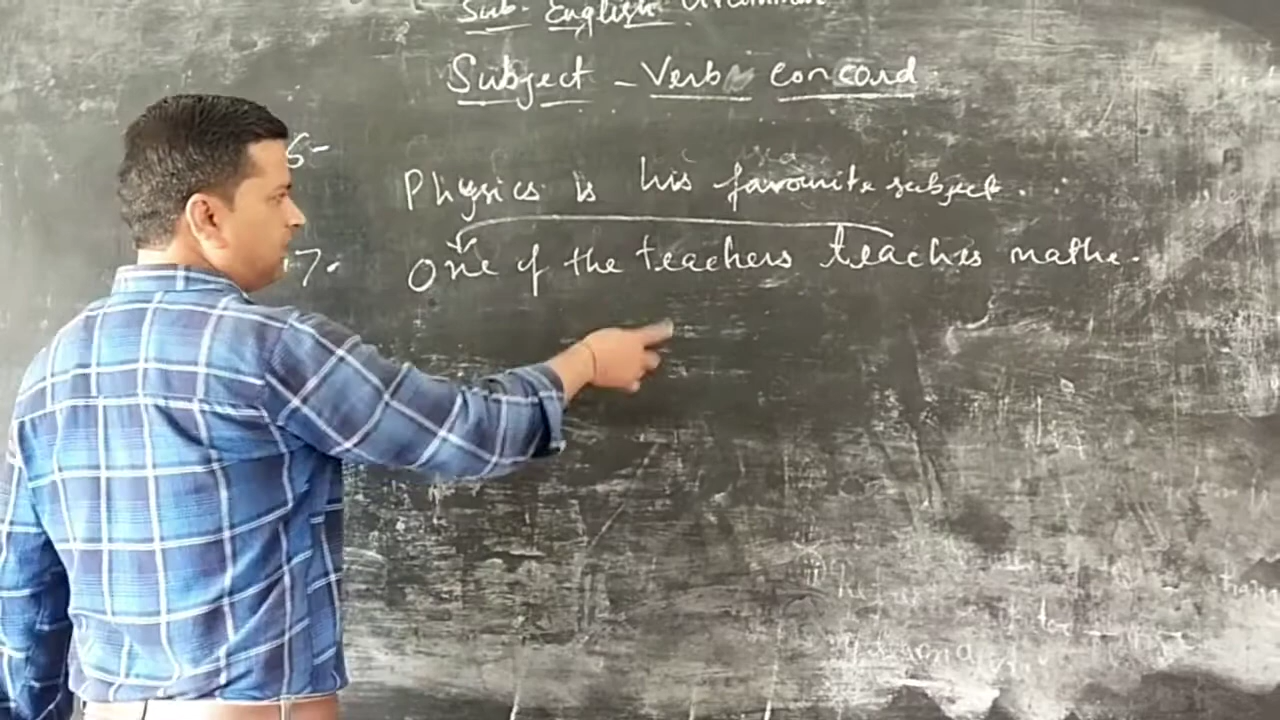 Sub- English Grammar
Subject - Verb Concord
6-
Physics is his favourite subject.
7. One of the teachers teaches maths.